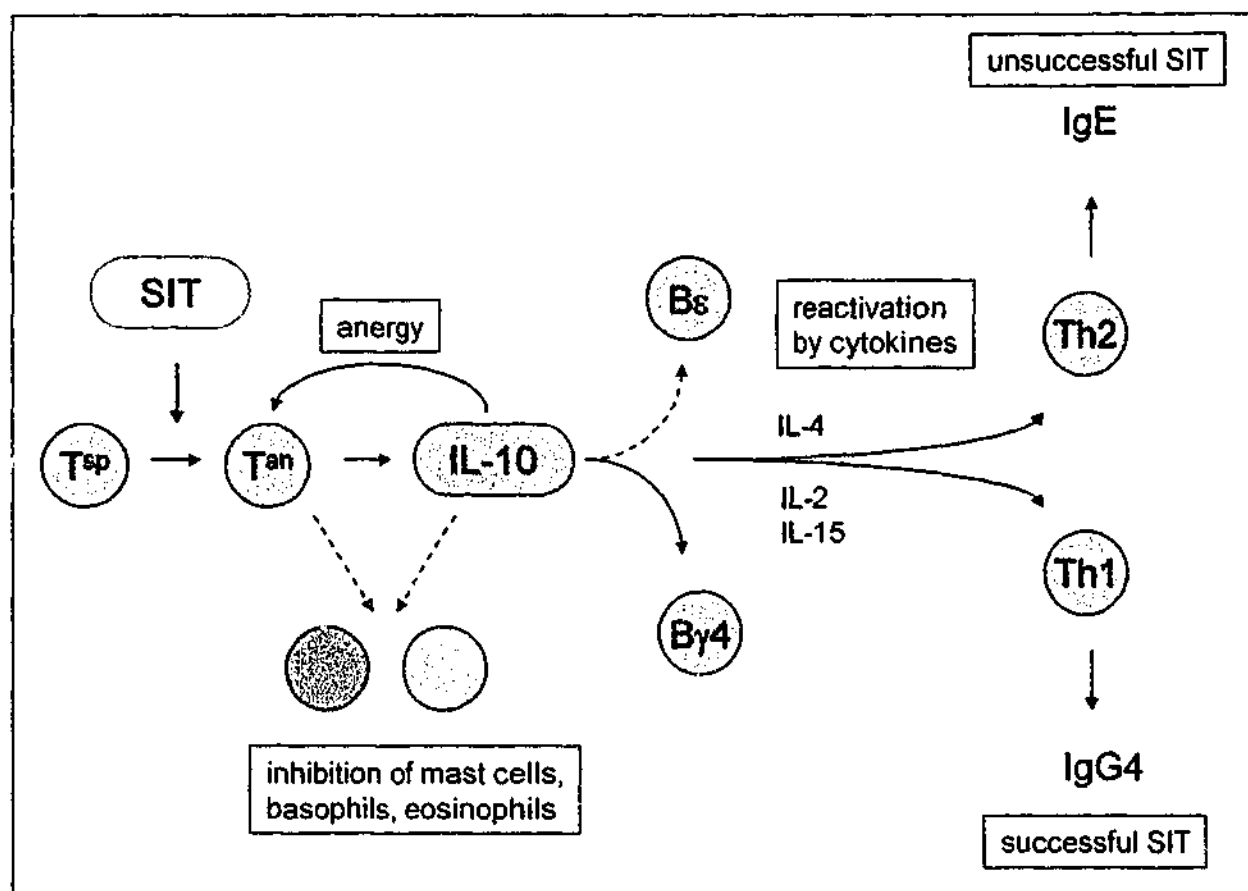 unsuccessful SIT
IgE
SIT
anergy
Bε
reactivation
by cytokines
Th2
Tsp
Tan
IL-10
IL-4
IL-2
IL-15
Th1
Bγ4
inhibition of mast cells,
basophils, eosinophils
IgG4
successful SIT